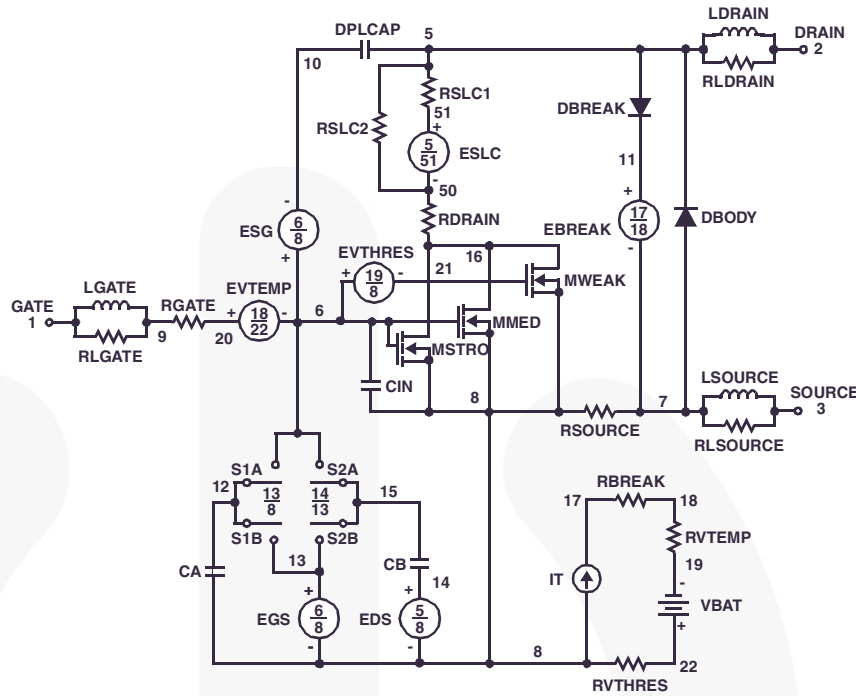 LDRAIN
DPLCAP
5
DRAIN
2
10
RLDRAIN
RSLC1
51
DBREAK
RSLC2
+
5
51
ESLC
-
50
11
-
+
6
8
ESG
+
RDRAIN
17
18
EBREAK
-
DBODY
EVTHRES
16
+
19
8
-
21
MWEAK
LGATE
EVTEMP
GATE
1
RGATE
+
18
22
-
6
MMED
9
20
MSTRO
RLGATE
LSOURCE
CIN
8
7
SOURCE
3
RSOURCE
RLSOURCE
S1A
S2A
12
13
8
14
13
15
RBREAK
17
18
S1B
S2B
RVTEMP
13
CB
CA
14
IT
19
-
+
+
VBAT
EGS
6
8
EDS
5
8
+
-
-
8
22
RVTHRES